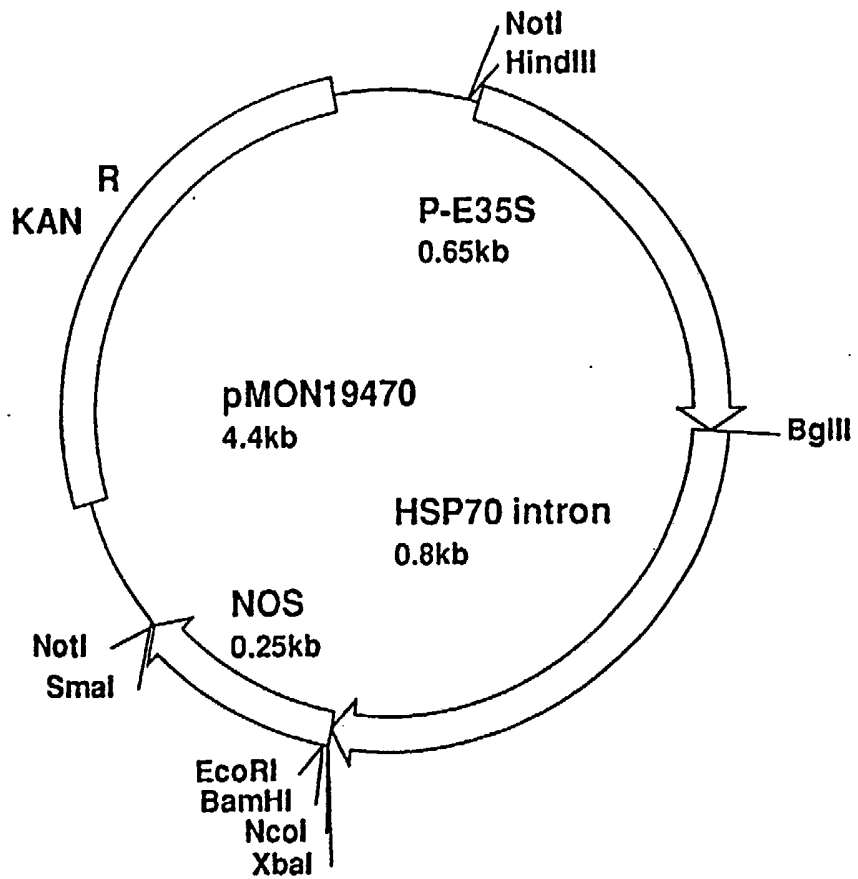 NotI
HindIII
R
KAN
P-E35S
0.65kb
pMON19470
4.4kb
BglII
HSP70 intron
0.8kb
NOS
0.25kb
NotI
SmaI
EcoRI
BamHI
NcoI
XbaI